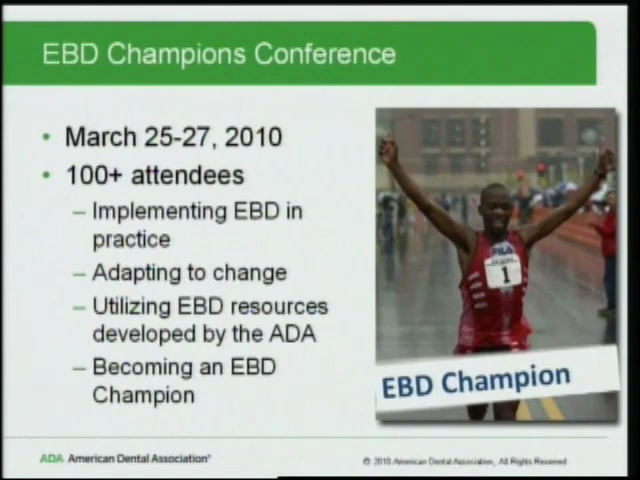 EBD Champions Conference
• March 25-27, 2010
• 100+ attendees
– Implementing EBD in
practice
– Adapting to change
– Utilizing EBD resources
developed by the ADA
– Becoming an EBD
Champion
FILA
1
EBD Champion
ADA American Dental Association®
© 2010 American Dental Association, All Rights Reserved